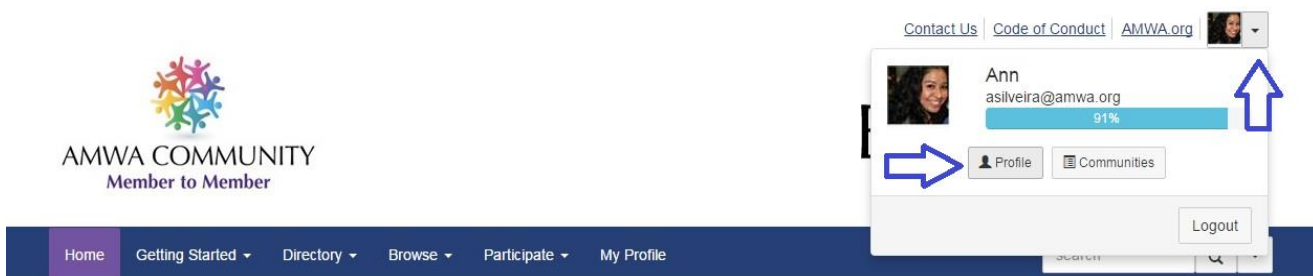 Contact Us Code of Conduct AMWA.org
Ann
asilveira@amwa.org
91%
Profile Communities
Logout
AMWA COMMUNITY
Member to Member
Home Getting Started Directory Browse Participate My Profile
search